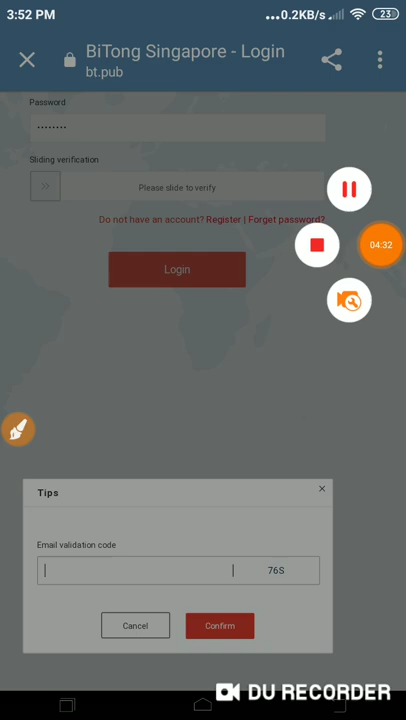 3:52 PM
...0.2KB/s
23
BiTong Singapore - Login
bt.pub
Password
Sliding verification
Please slide to verify
Do not have an account? Register | Forget password?
04:32
Login
Tips
Email validation code
76S
Cancel
Confirm
DU RECORDER